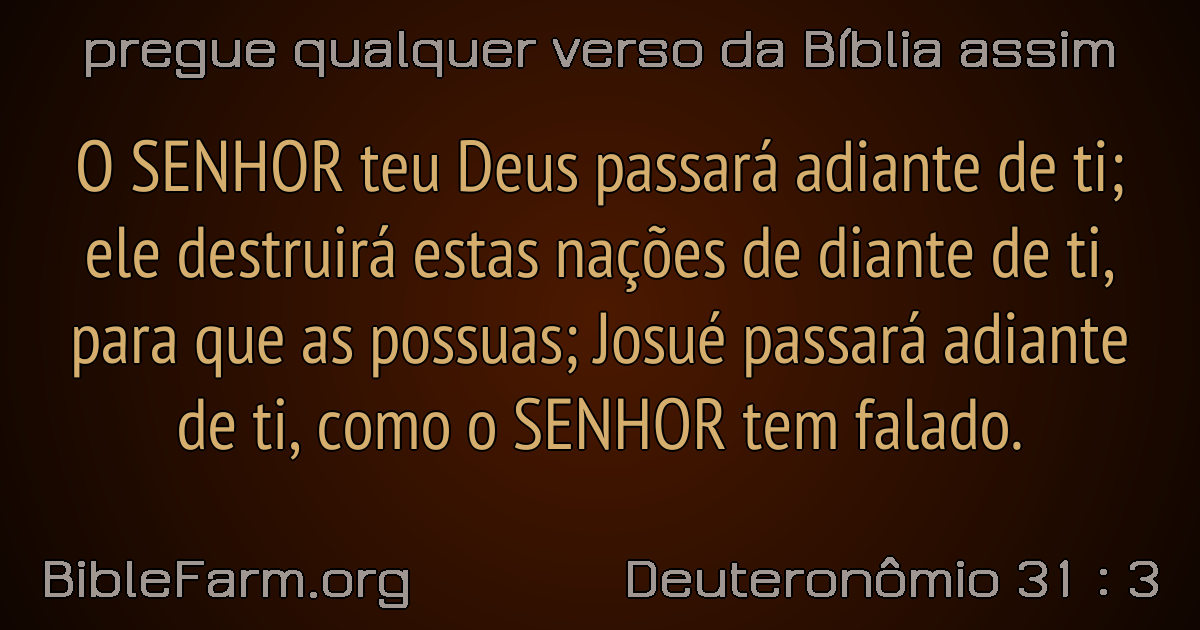 pregue qualquer verso da Bíblia assim
O SENHOR teu Deus passará adiante de ti;
ele destruirá estas nações de diante de ti,
para que as possuas; Josué passará adiante
de ti, como o SENHOR tem falado.
BibleFarm.org
Deuteronômio 31 : 3